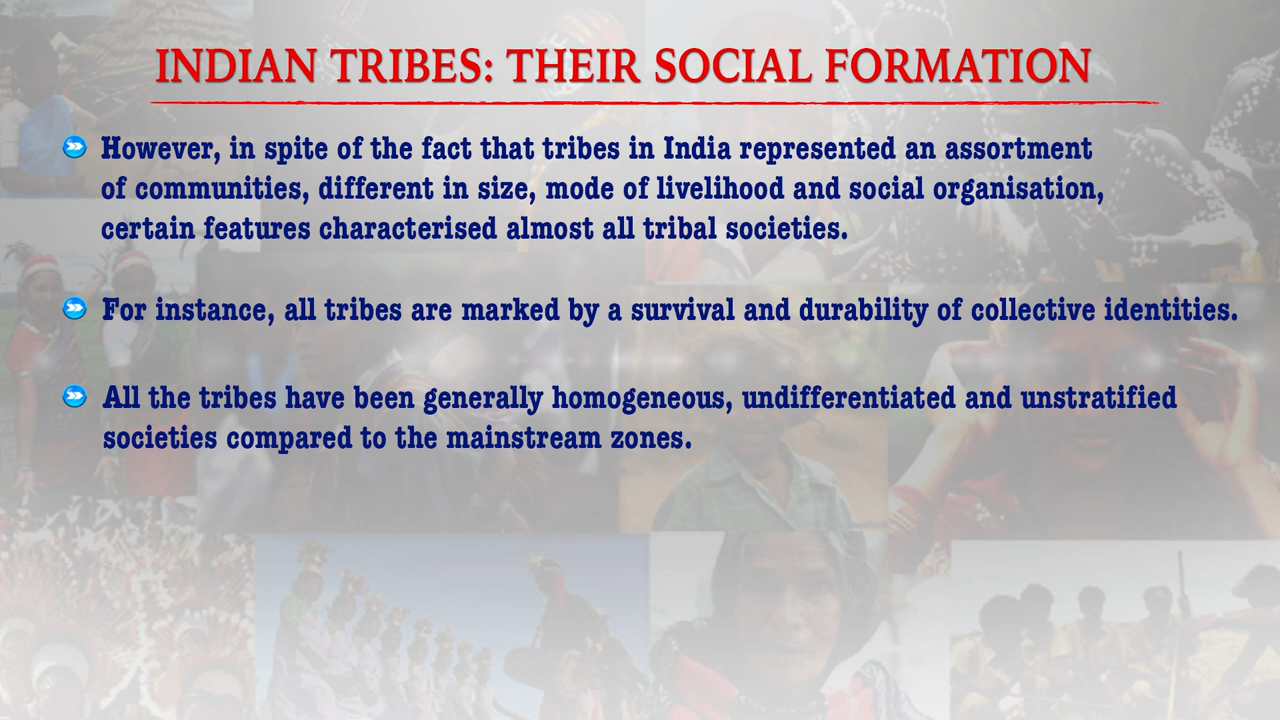 INDIAN TRIBES: THEIR SOCIAL FORMATION
However, in spite of the fact that tribes in India represented an assortment
of communities, different in size, mode of livelihood and social organisation,
certain features characterised almost all tribal societies.
For instance, all tribes are marked by a survival and durability of collective identities.
All the tribes have been generally homogeneous, undifferentiated and unstratified
societies compared to the mainstream zones.